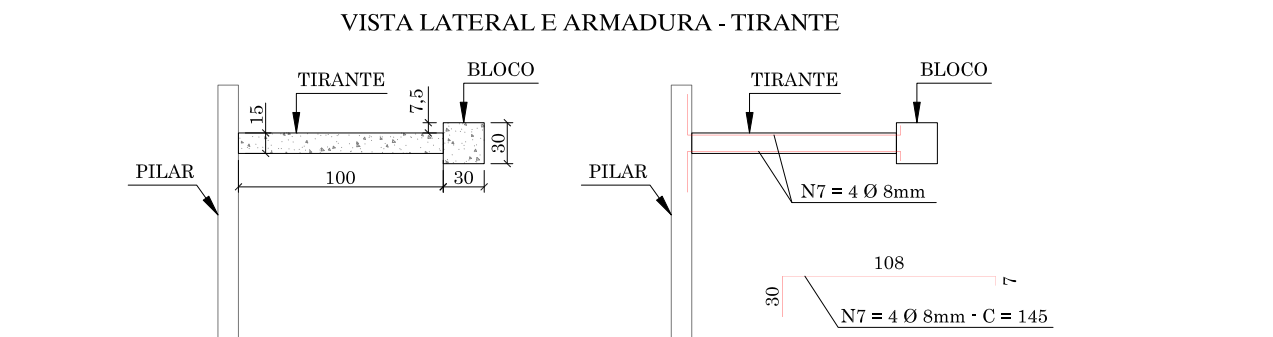 VISTA LATERAL E ARMADURA - TIRANTE
TIRANTE
BLOCO
15
7,5
30
PILAR
100
30
TIRANTE
BLOCO
PILAR
N7 = 4 Ø 8mm
108
30
7
N7 = 4 Ø 8mm - C = 145